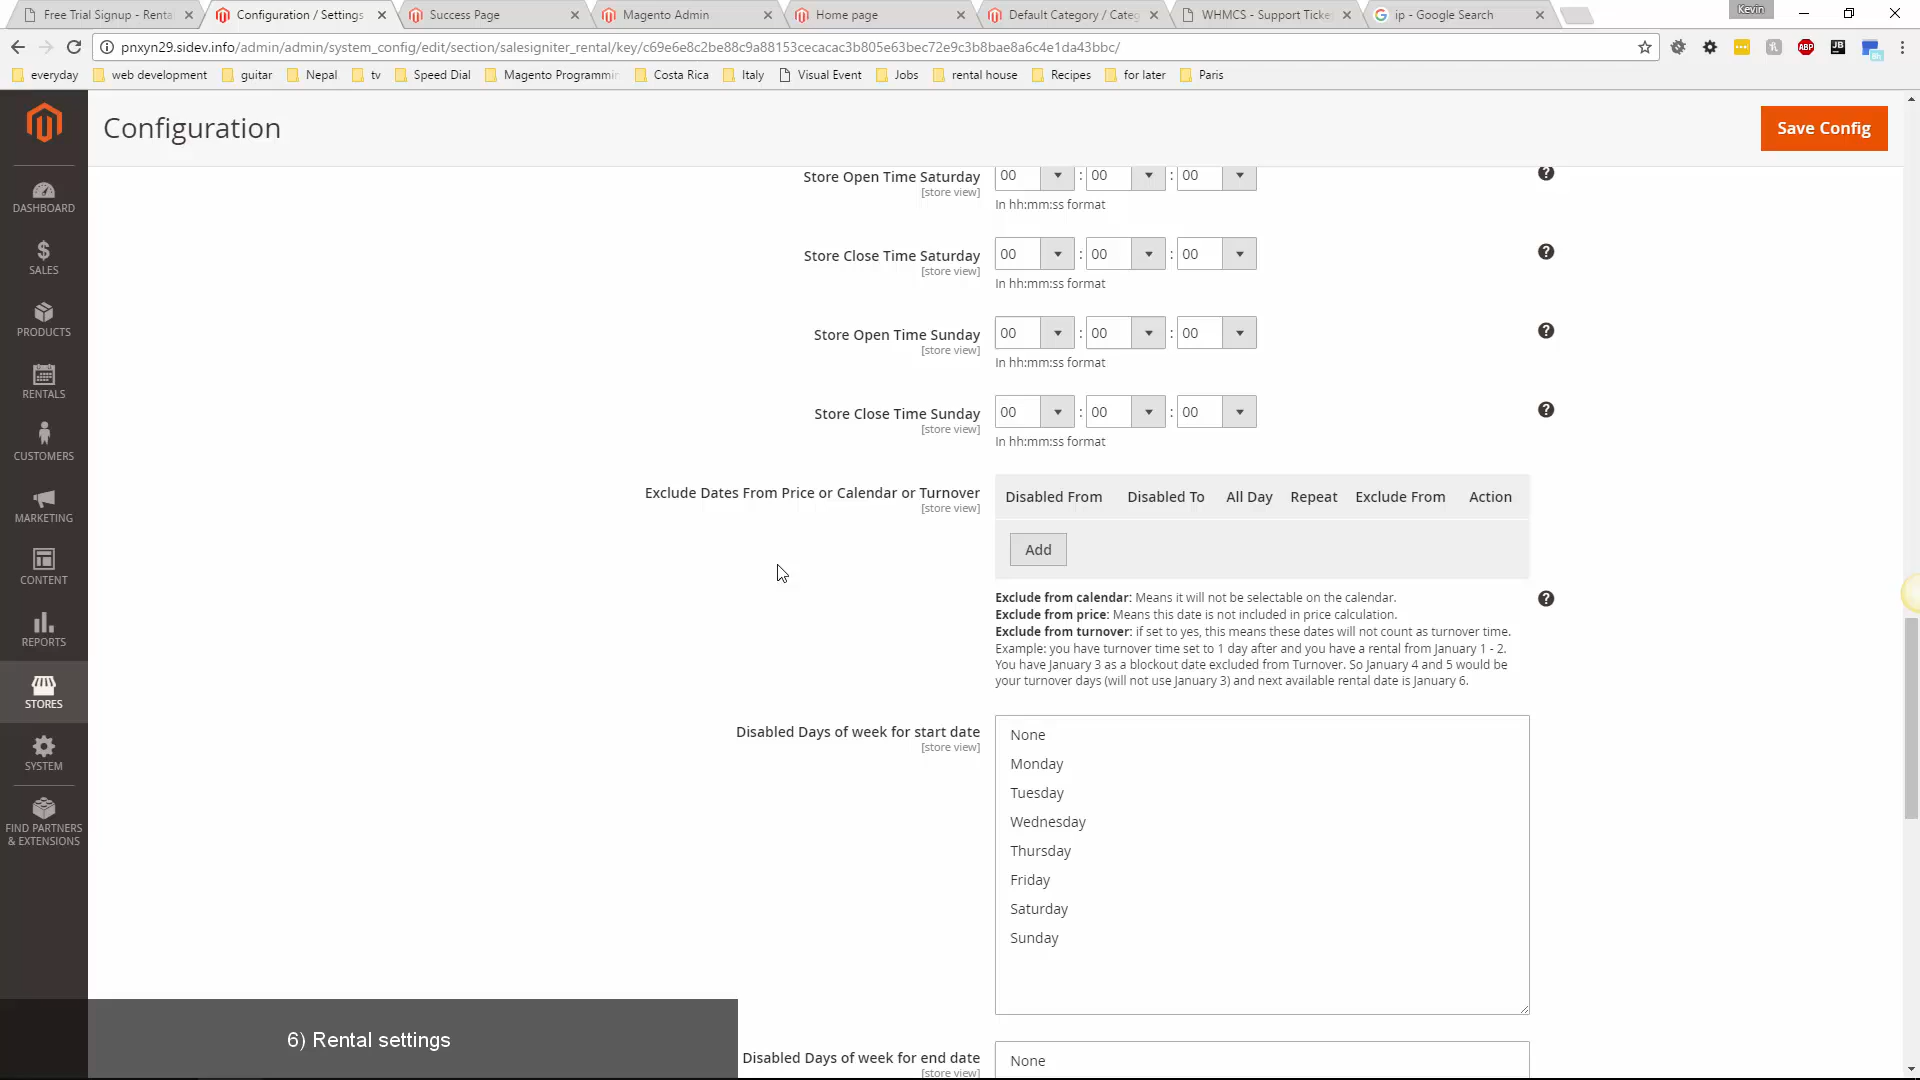 Free Trial Signup - Renta
Configuration / Settings
Success Page
Magento Admin
Home page
Default Category / Categ
WHMCS - Support Ticke
ip - Google Search
Kevin
pnxyn29.sidev.info/admin/admin/system_config/edit/section/salesigniter_rental/key/c69e6e8c2be88c9a88153cecacac3b805e63bec72e9c3b8bae8a6c4e1da43bbc/
ABP
JB
everyday
web development
guitar
Nepal
tv
Speed Dial
Magento Programmin
Costa Rica
Italy
Visual Event
Jobs
rental house
Recipes
for later
Paris
Configuration
Save Config
DASHBOARD
SALES
PRODUCTS
RENTALS
CUSTOMERS
MARKETING
CONTENT
REPORTS
STORES
SYSTEM
FIND PARTNERS
& EXTENSIONS
Store Open Time Saturday 00 : 00 : 00
[store view]
In hh:mm:ss format
Store Close Time Saturday 00 : 00 : 00
[store view]
In hh:mm:ss format
Store Open Time Sunday 00 : 00 : 00
[store view]
In hh:mm:ss format
Store Close Time Sunday 00 : 00 : 00
[store view]
In hh:mm:ss format
Exclude Dates From Price or Calendar or Turnover
[store view]
Disabled From Disabled To All Day Repeat Exclude From Action
Add
Exclude from calendar: Means it will not be selectable on the calendar.
Exclude from price: Means this date is not included in price calculation.
Exclude from turnover: if set to yes, this means these dates will not count as turnover time.
Example: you have turnover time set to 1 day after and you have a rental from January 1 - 2.
You have January 3 as a blockout date excluded from Turnover. So January 4 and 5 would be
your turnover days (will not use January 3) and next available rental date is January 6.
Disabled Days of week for start date
[store view]
None
Monday
Tuesday
Wednesday
Thursday
Friday
Saturday
Sunday
6) Rental settings
Disabled Days of week for end date
[store view]
None